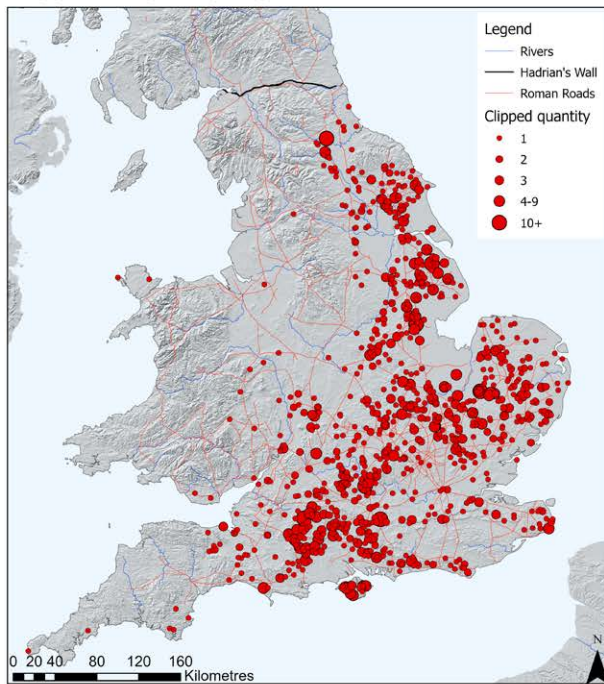 Legend
Rivers
Hadrian's Wall
Roman Roads
Clipped quantity
1
2
3
4-9
10+
N
0 10 20 40 80 120 160
Kilometres